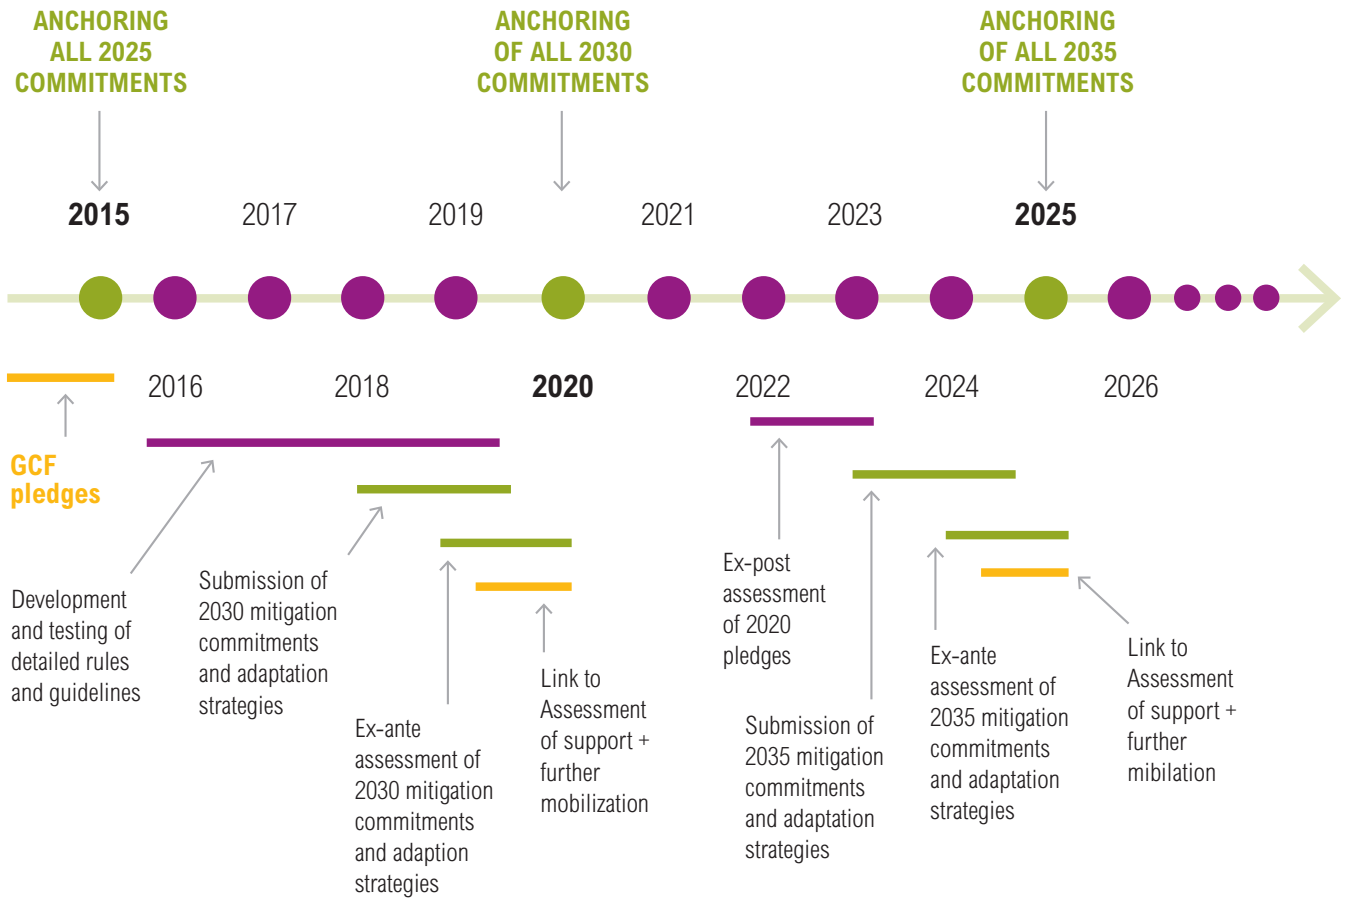 ANCHORING
ALL 2025
COMMITMENTS
ANCHORING
OF ALL 2030
COMMITMENTS
ANCHORING
OF ALL 2035
COMMITMENTS
2015
2017
2019
2021
2023
2025
2016
2018
2020
2022
2024
2026
GCF
pledges
Development
and testing of
detailed rules
and guidelines
Submission of
2030 mitigation
commitments
and adaptation
strategies
Ex-ante
assessment of
2030 mitigation
commitments
and adaption
strategies
Link to
Assessment
of support +
further
mobilization
Ex-post
assessment
of 2020
pledges
Submission of
2035 mitigation
commitments
and adaptation
strategies
Ex-ante
assessment of
2035 mitigation
commitments
and adaptation
strategies
Link to
Assessment
of support +
further
mibilation